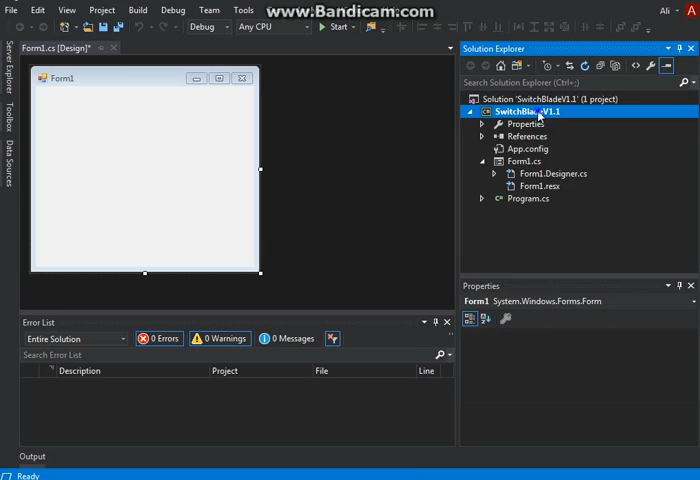 www.Bandicam.com
File Edit View Project Build Debug Team Tools
Ali A
Debug Any CPU Start
Form1.cs [Design]*
Server Explorer
Toolbox
Data Sources
Form1
Solution Explorer
Search Solution Explorer (Ctrl+;)
Solution 'SwitchBladeV1.1' (1 project)
SwitchBladeV1.1
Properties
References
App.config
Form1.cs
Form1.Designer.cs
Form1.resx
Program.cs
Properties
Form1 System.Windows.Forms.Form
Error List
Entire Solution 0 Errors 0 Warnings 0 Messages
Search Error List
Description Project File Line
Output
Ready